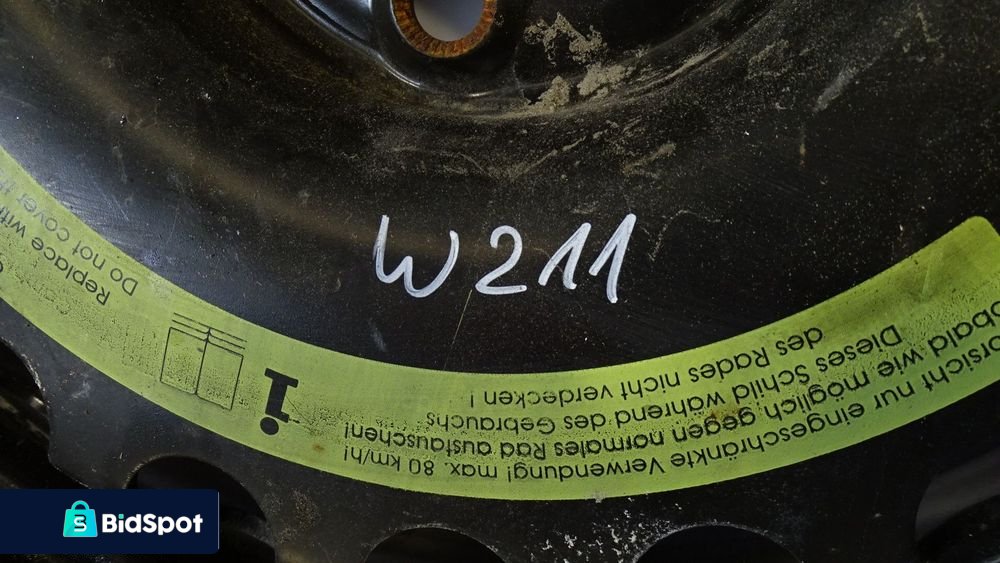 W211
Vorsicht nur eingeschränkte Verwendung! max. 80 km/h!
Sobald wie möglich gegen normales Rad austauschen!
Dieses Schild während des Gebrauchs
des Rades nicht verdecken!
Replace with
Do not cover
BidSpot